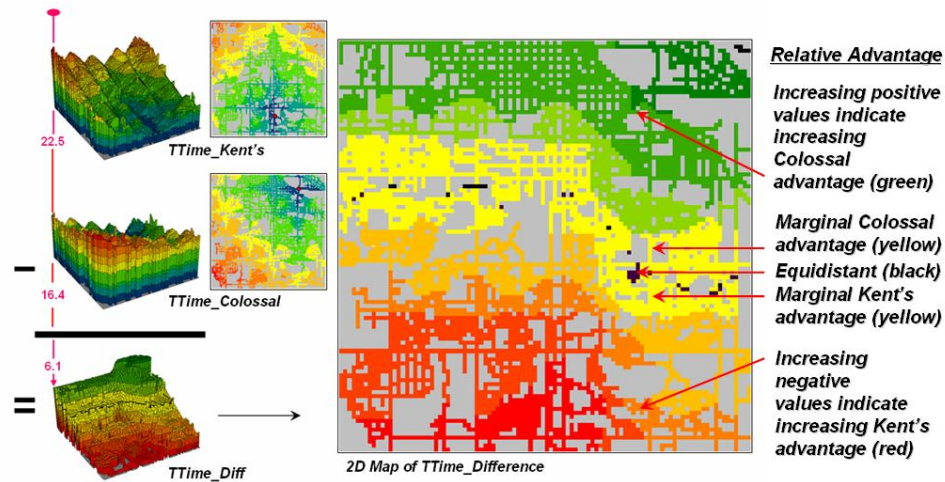 22.5
TTime_Kent's
16.4
TTime_Colossal
6.1
TTime_Diff
2D Map of TTime_Difference
Relative Advantage
Increasing positive
values indicate
increasing
Colossal
advantage (green)
Marginal Colossal
advantage (yellow)
Equidistant (black)
Marginal Kent's
advantage (yellow)
Increasing
negative
values indicate
increasing Kent's
advantage (red)